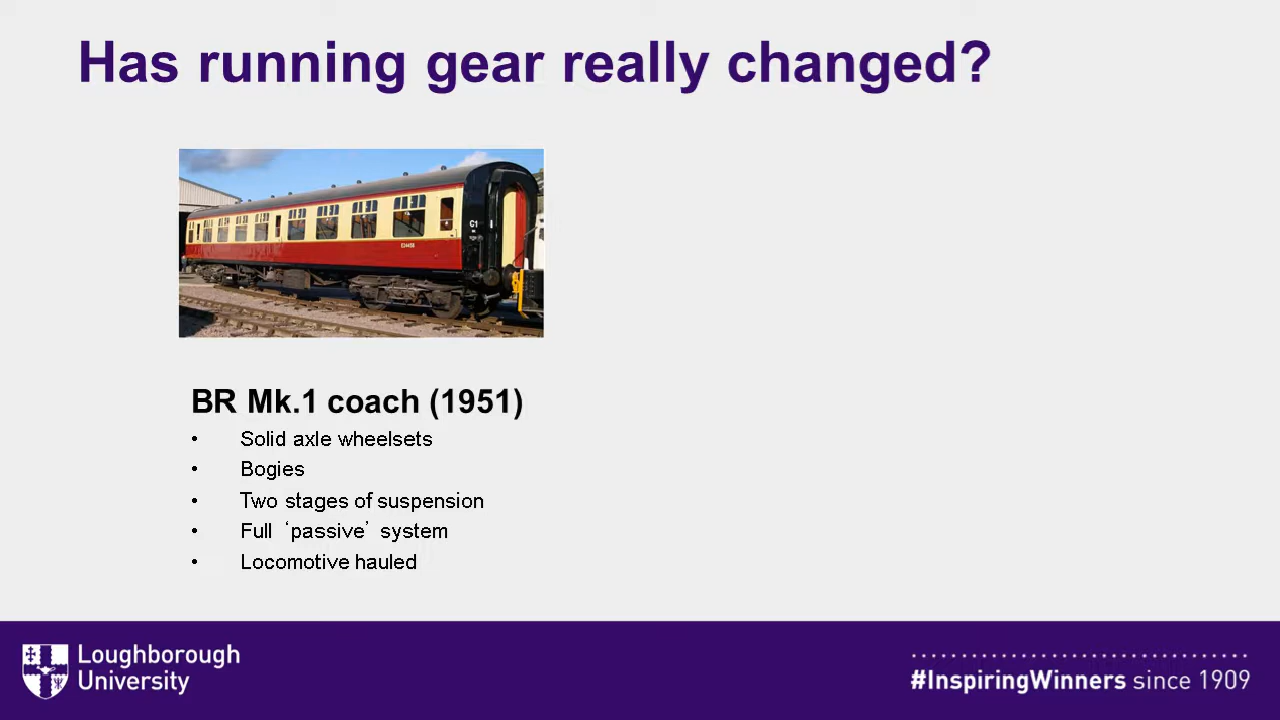 Has running gear really changed?
BR Mk.1 coach (1951)
• Solid axle wheelsets
• Bogies
• Two stages of suspension
• Full ‘passive’ system
• Locomotive hauled
Loughborough
University
#InspiringWinners since 1909